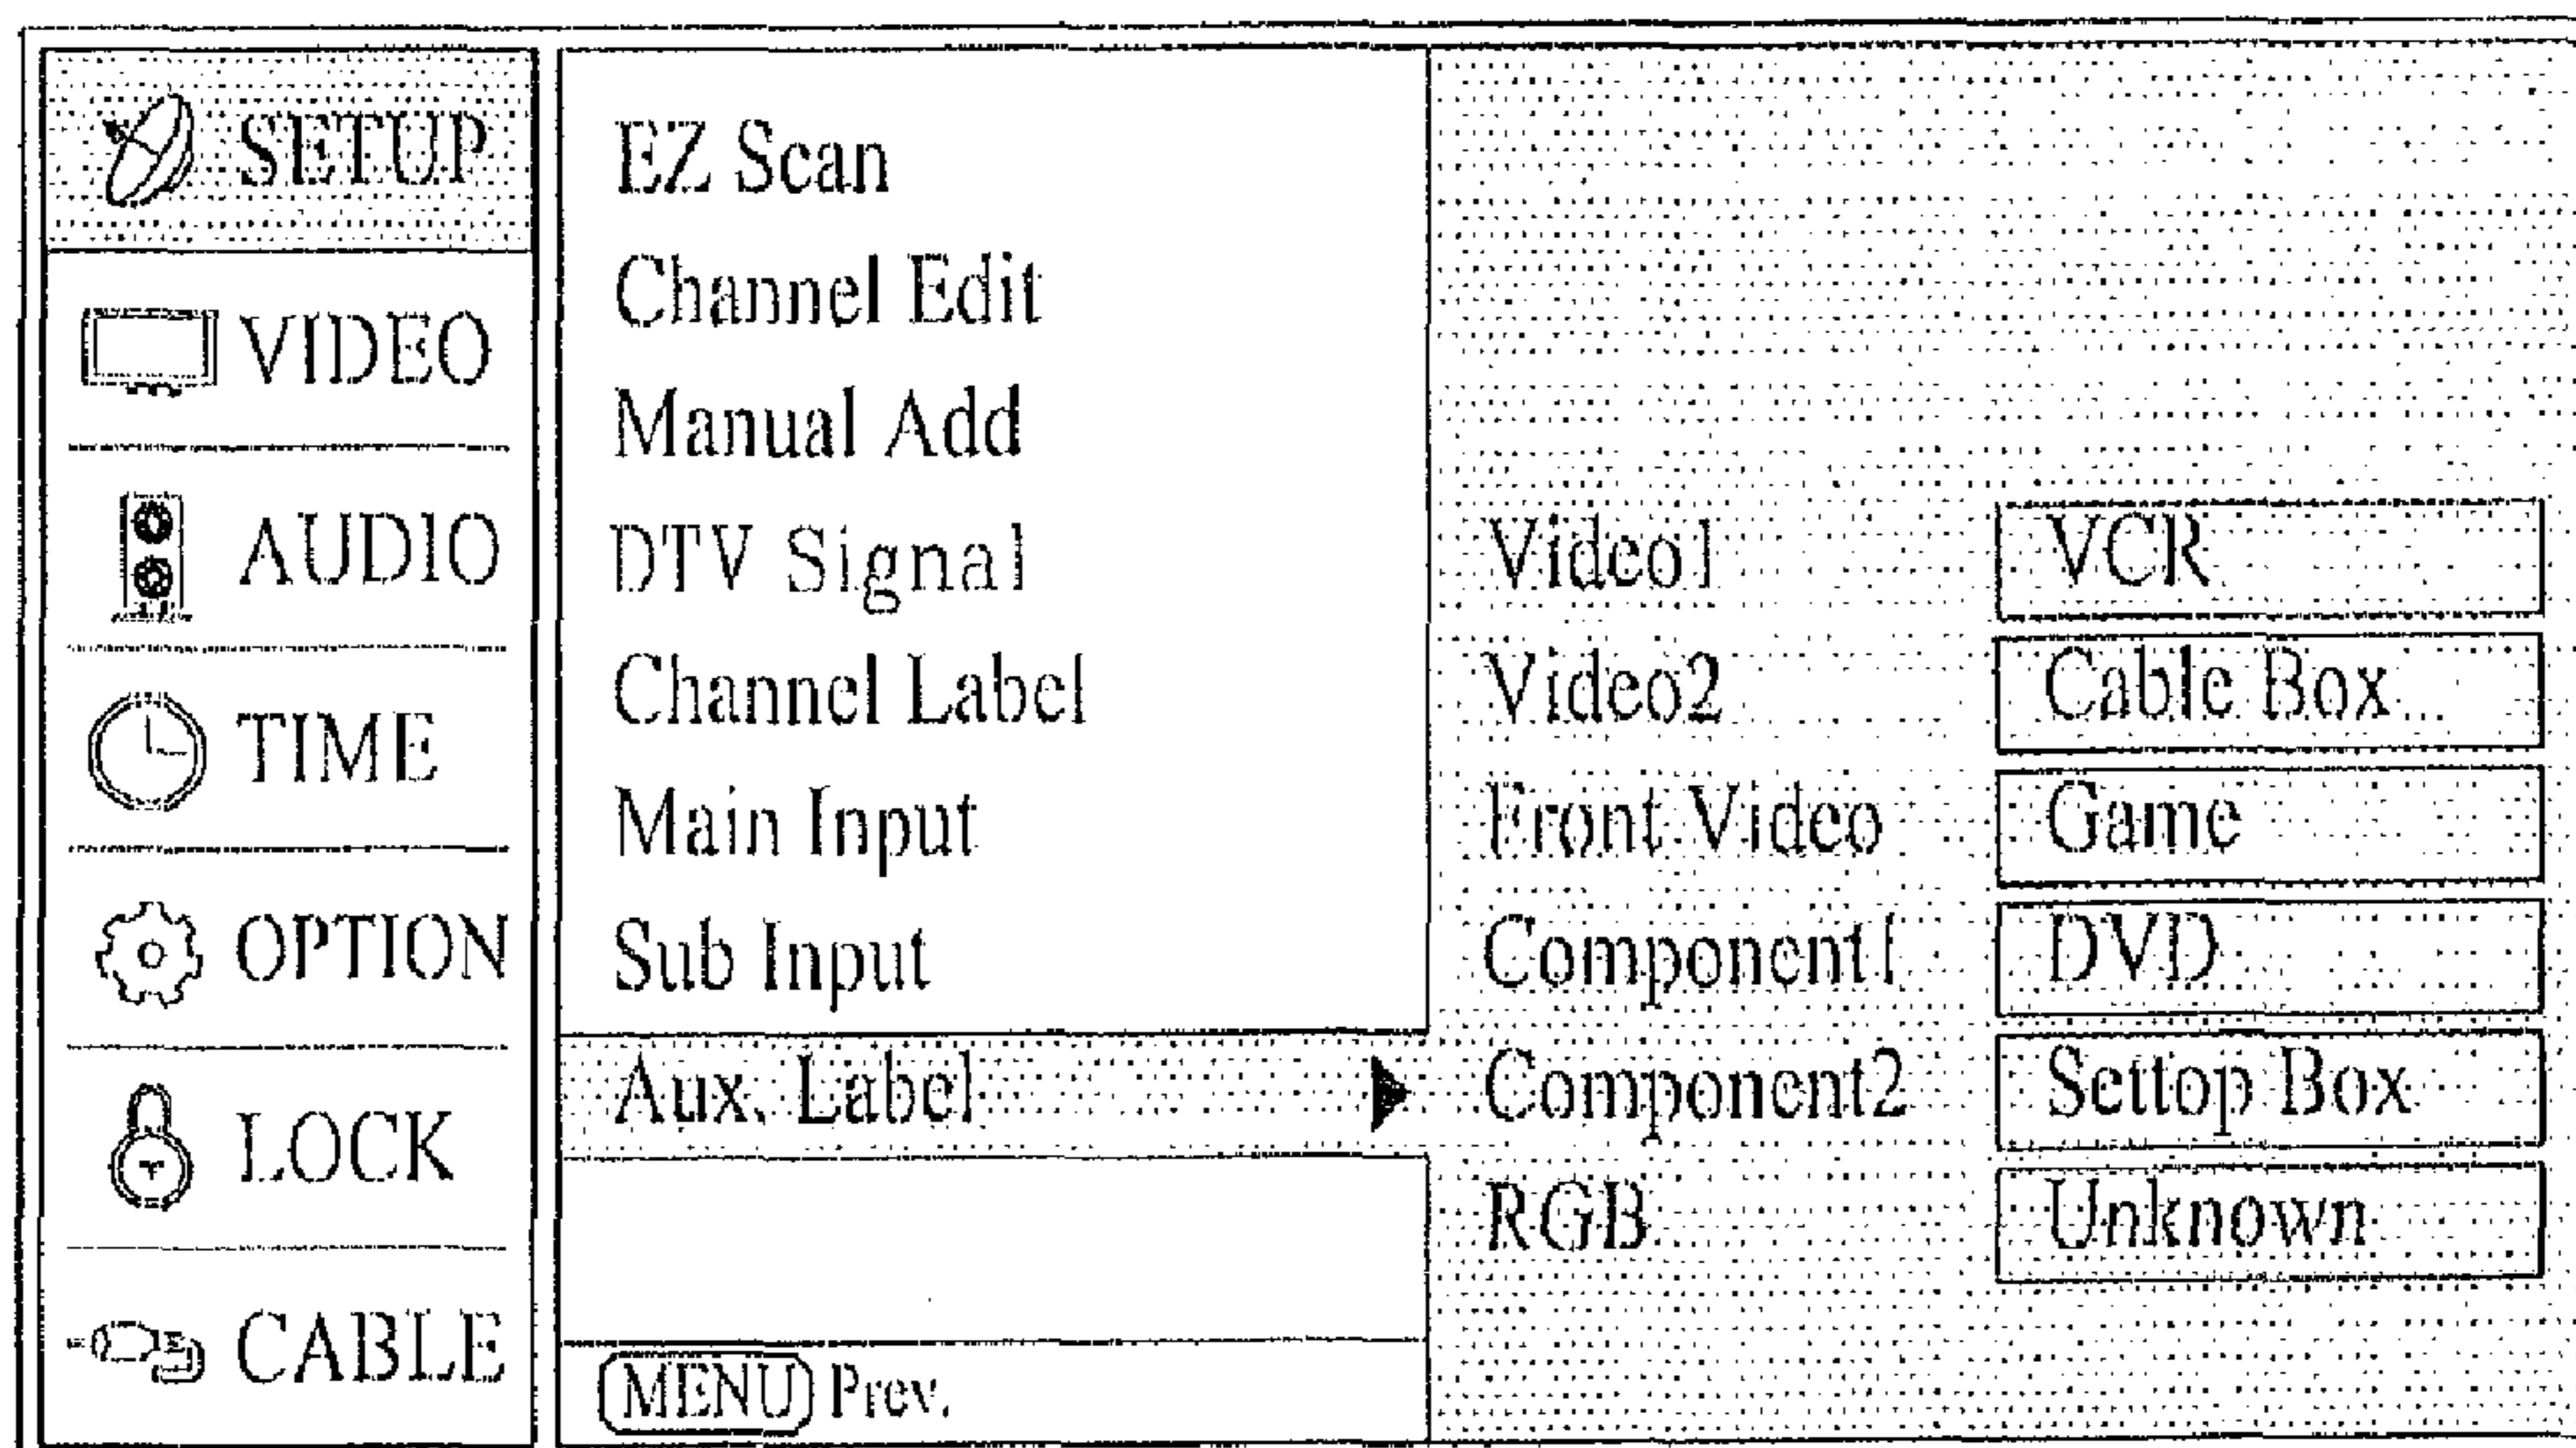 SETUP
VIDEO
AUDIO
TIME
OPTION
LOCK
CABLE
EZ Scan
Channel Edit
Manual Add
DTV Signal
Channel Label
Main Input
Sub Input
Aux. Label
MENU Prev.
Video1 VCR
Video2 Cable Box
Front Video Game
Component1 DVD
Component2 Settop Box
RGB Unknown